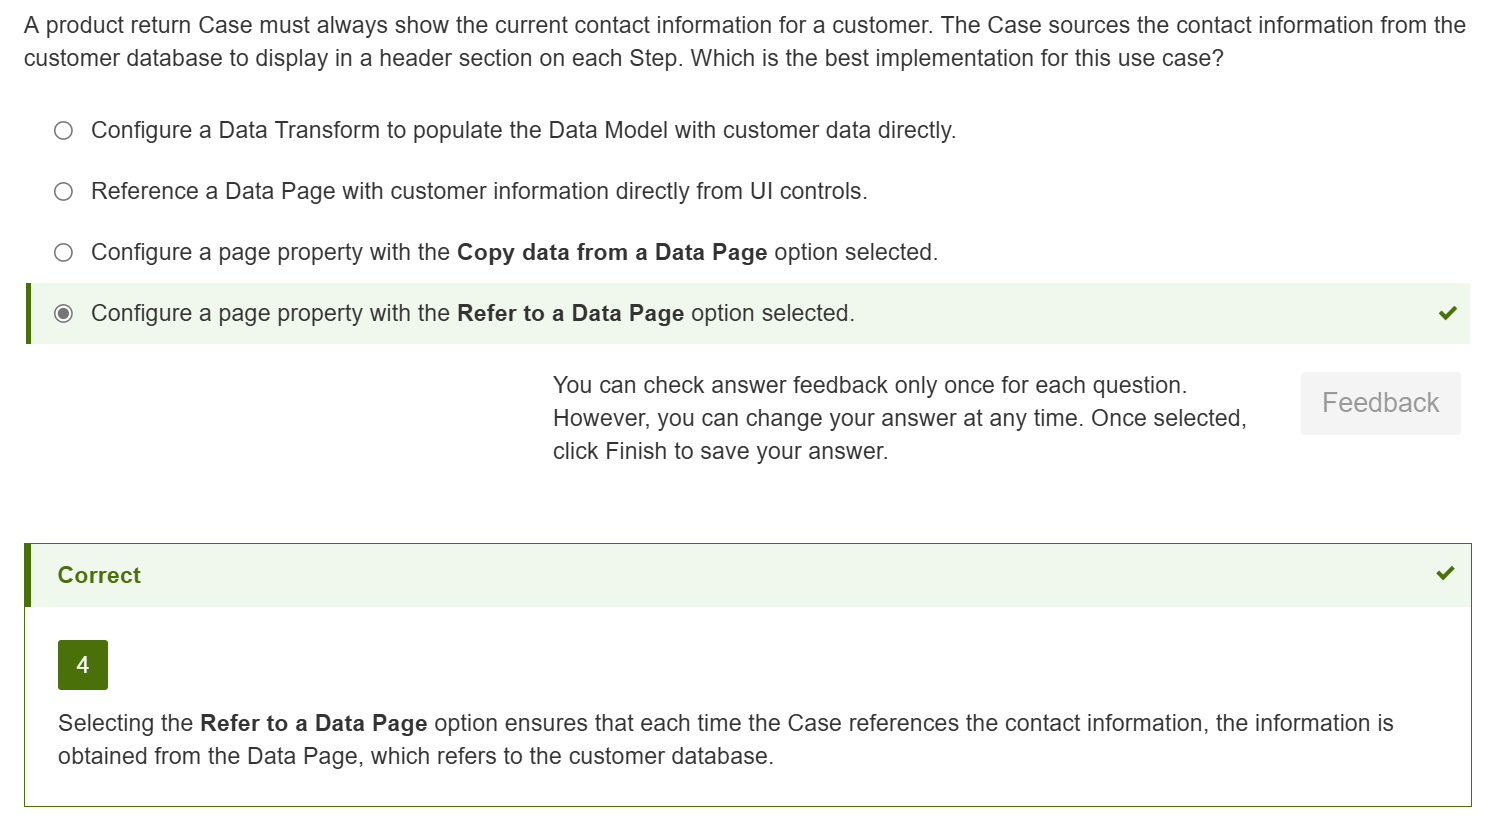 A product return Case must always show the current contact information for a customer. The Case sources the contact information from the
customer database to display in a header section on each Step. Which is the best implementation for this use case?
Configure a Data Transform to populate the Data Model with customer data directly.
Reference a Data Page with customer information directly from UI controls.
Configure a page property with the Copy data from a Data Page option selected.
Configure a page property with the Refer to a Data Page option selected.
You can check answer feedback only once for each question.
However, you can change your answer at any time. Once selected,
click Finish to save your answer.
Feedback
Correct
4
Selecting the Refer to a Data Page option ensures that each time the Case references the contact information, the information is
obtained from the Data Page, which refers to the customer database.